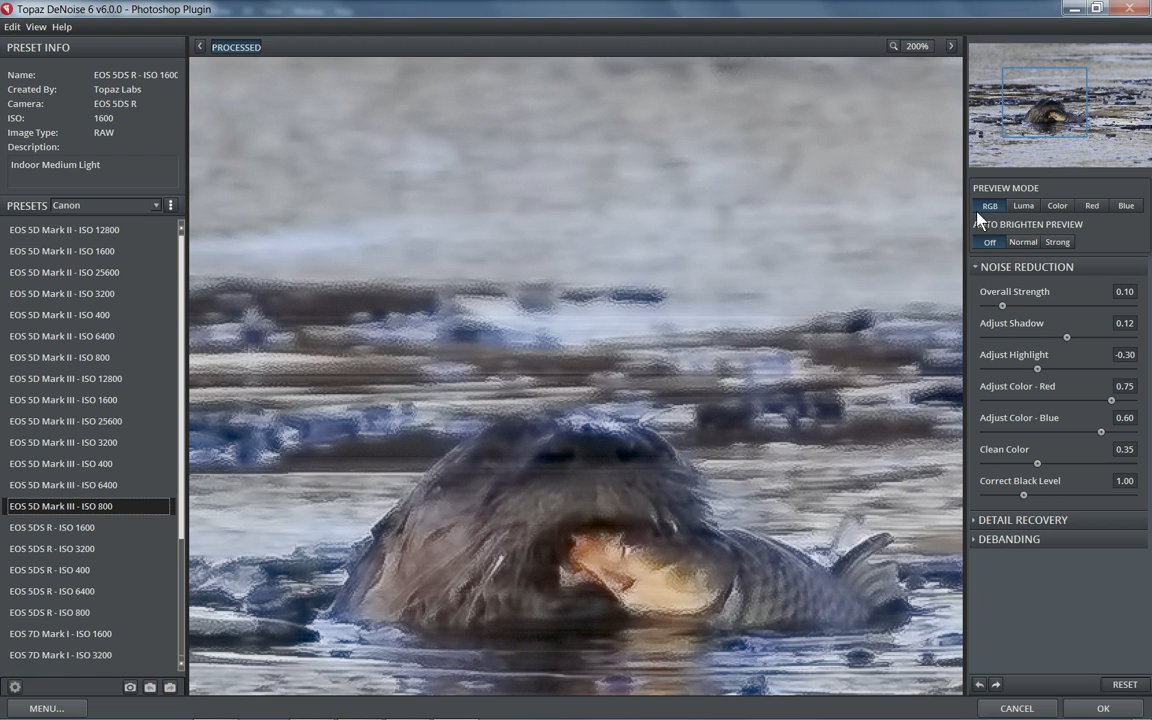 Topaz DeNoise 6 v6.0.0 - Photoshop Plugin
Edit View Help
PRESET INFO
Name: EOS 5DS R - ISO 160
Created By: Topaz Labs
Camera: EOS 5DS R
ISO: 1600
Image Type: RAW
Description:
Indoor Medium Light
PRESETS Canon
EOS 5D Mark II - ISO 12800
EOS 5D Mark II - ISO 1600
EOS 5D Mark II - ISO 25600
EOS 5D Mark II - ISO 3200
EOS 5D Mark II - ISO 400
EOS 5D Mark II - ISO 6400
EOS 5D Mark II - ISO 800
EOS 5D Mark III - ISO 12800
EOS 5D Mark III - ISO 1600
EOS 5D Mark III - ISO 25600
EOS 5D Mark III - ISO 3200
EOS 5D Mark III - ISO 400
EOS 5D Mark III - ISO 6400
EOS 5D Mark III - ISO 800
EOS 5DS R - ISO 1600
EOS 5DS R - ISO 3200
EOS 5DS R - ISO 400
EOS 5DS R - ISO 6400
EOS 5DS R - ISO 800
EOS 7D Mark I - ISO 1600
EOS 7D Mark I - ISO 3200
MENU...
PROCESSED
200%
PREVIEW MODE
RGB Luma Color Red Blue
BRIGHTEN PREVIEW
Off Normal Strong
NOISE REDUCTION
Overall Strength 0.10
Adjust Shadow 0.12
Adjust Highlight -0.30
Adjust Color - Red 0.75
Adjust Color - Blue 0.60
Clean Color 0.35
Correct Black Level 1.00
DETAIL RECOVERY
DEBANDING
RESET
CANCEL OK